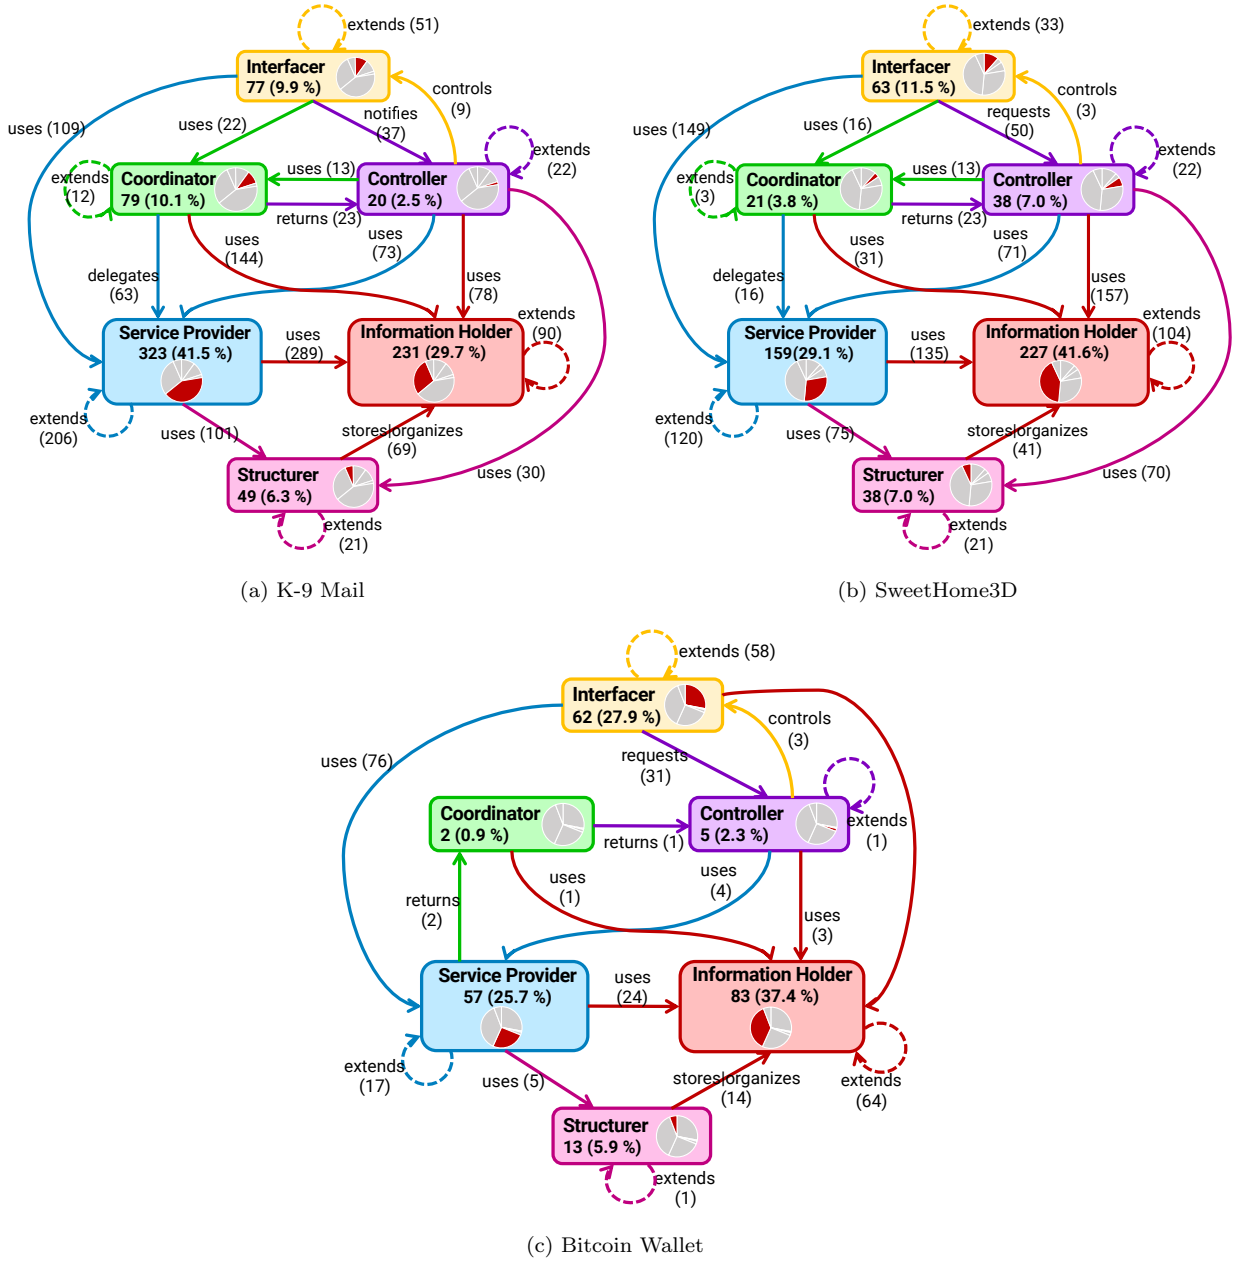 extends (51)
Interfacer
77 (9.9 %)
controls
(9)
notifies
(37)
uses (22)
uses (109)
extends
(12)
Coordinator
79 (10.1 %)
uses (13)
returns (23)
Controller
20 (2.5 %)
extends
(22)
uses
(144)
uses
(73)
delegates
(63)
uses
(78)
Service Provider
323 (41.5 %)
uses
(289)
Information Holder
231 (29.7 %)
extends
(90)
extends
(206)
uses (101)
stores|organizes
(69)
uses (30)
Structurer
49 (6.3 %)
extends
(21)
(a) K-9 Mail
extends (33)
Interfacer
63 (11.5 %)
controls
(3)
requests
(50)
uses (16)
uses (149)
extends
(3)
Coordinator
21 (3.8 %)
uses (13)
returns (23)
Controller
38 (7.0 %)
extends
(22)
uses
(31)
uses
(71)
delegates
(16)
uses
(157)
Service Provider
159(29.1 %)
uses
(135)
Information Holder
227 (41.6%)
extends
(104)
extends
(120)
uses (75)
stores|organizes
(41)
uses (70)
Structurer
38 (7.0 %)
extends
(21)
(b) SweetHome3D
extends (58)
Interfacer
62 (27.9 %)
controls
(3)
requests
(31)
uses (76)
Coordinator
2 (0.9 %)
returns (1)
Controller
5 (2.3 %)
extends
(1)
uses
(1)
uses
(4)
returns
(2)
uses
(3)
Service Provider
57 (25.7 %)
uses
(24)
Information Holder
83 (37.4 %)
extends
(17)
uses (5)
stores|organizes
(14)
extends
(64)
Structurer
13 (5.9 %)
extends
(1)
(c) Bitcoin Wallet